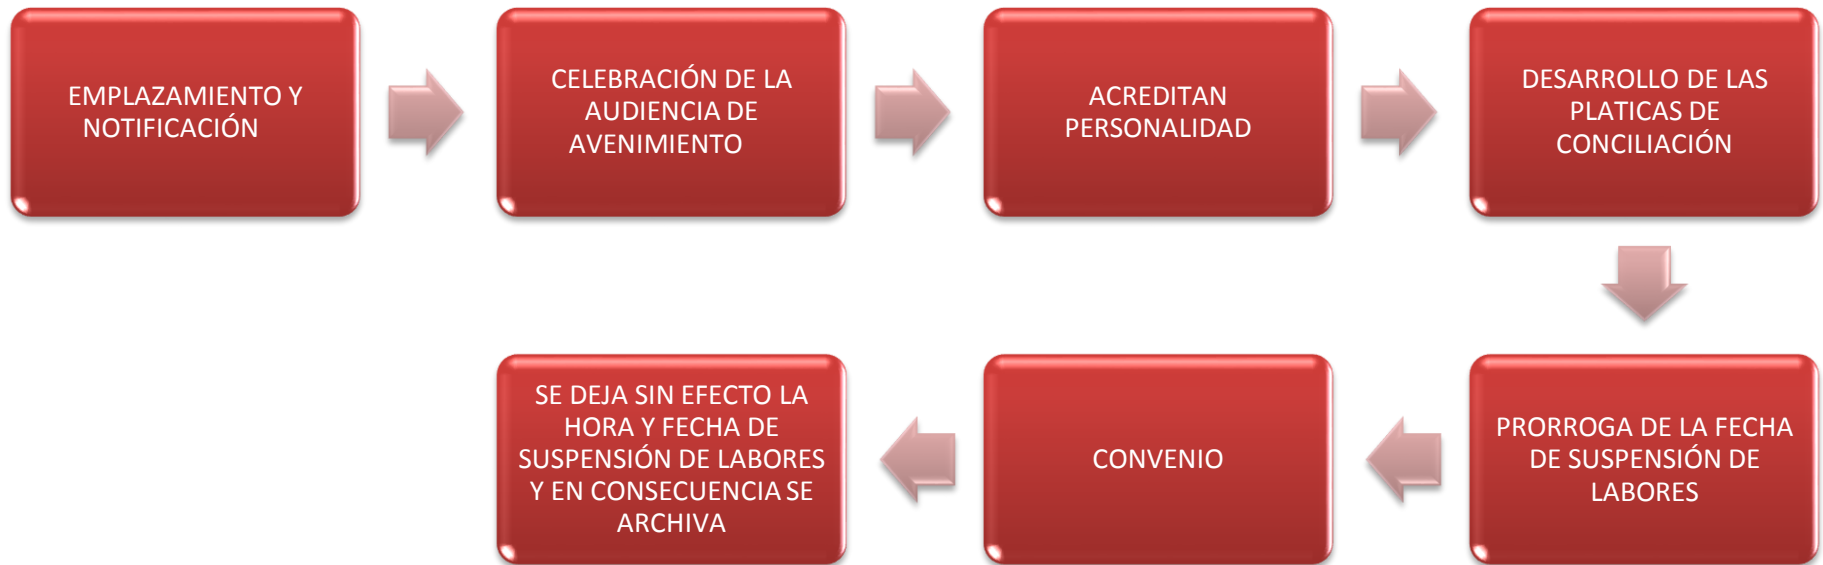 EMPLAZAMIENTO Y
NOTIFICACIÓN
CELEBRACIÓN DE LA
AUDIENCIA DE
AVENIMIENTO
ACREDITAN
PERSONALIDAD
DESARROLLO DE LAS
PLATICAS DE
CONCILIACIÓN
PRORROGA DE LA FECHA
DE SUSPENSIÓN DE
LABORES
CONVENIO
SE DEJA SIN EFECTO LA
HORA Y FECHA DE
SUSPENSIÓN DE LABORES
Y EN CONSECUENCIA SE
ARCHIVA